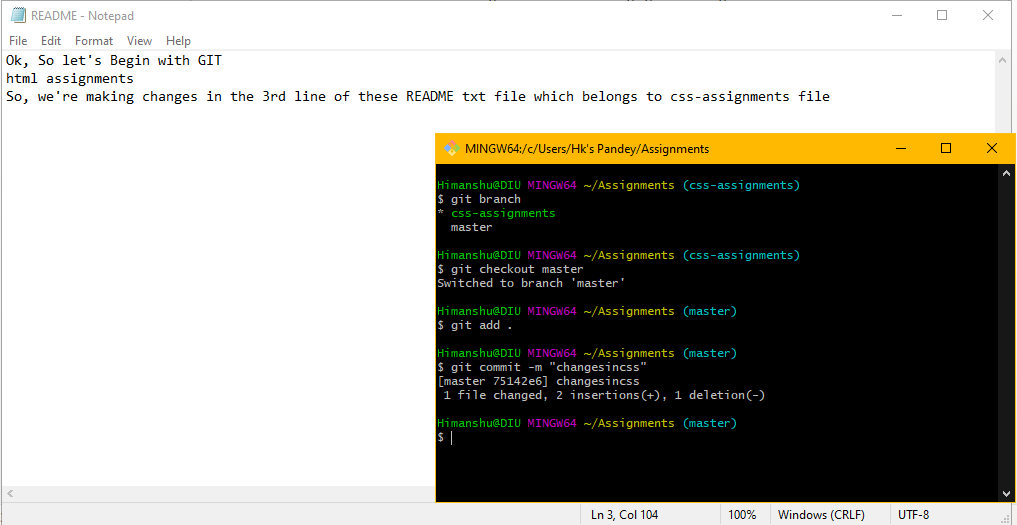 README - Notepad
File Edit Format View Help
Ok, So let's Begin with GIT
html assignments
So, we're making changes in the 3rd line of these README txt file which belongs to css-assignments file
MINGW64:/c/Users/Hk's Pandey/Assignments
Himanshu@DIU MINGW64 ~/Assignments (css-assignments)
$ git branch
* css-assignments
  master
Himanshu@DIU MINGW64 ~/Assignments (css-assignments)
$ git checkout master
Switched to branch 'master'
Himanshu@DIU MINGW64 ~/Assignments (master)
$ git add .
Himanshu@DIU MINGW64 ~/Assignments (master)
$ git commit -m "changesincss"
[master 75142e6] changesincss
 1 file changed, 2 insertions(+), 1 deletion(-)
Himanshu@DIU MINGW64 ~/Assignments (master)
$
Ln 3, Col 104 100% Windows (CRLF) UTF-8